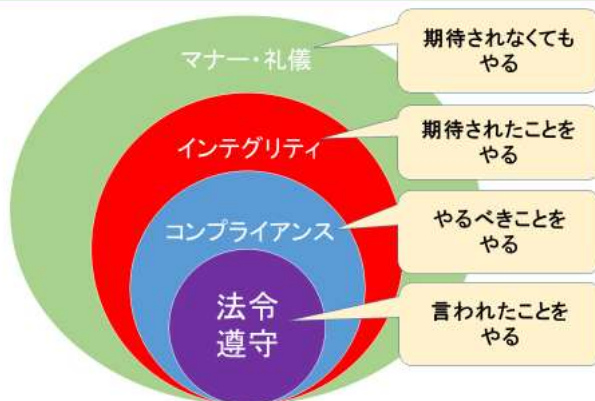 マナー・礼儀
期待されなくても
やる
インテグリティ
期待されたことを
やる
コンプライアンス
やるべきことを
やる
法令
遵守
言われたことを
やる